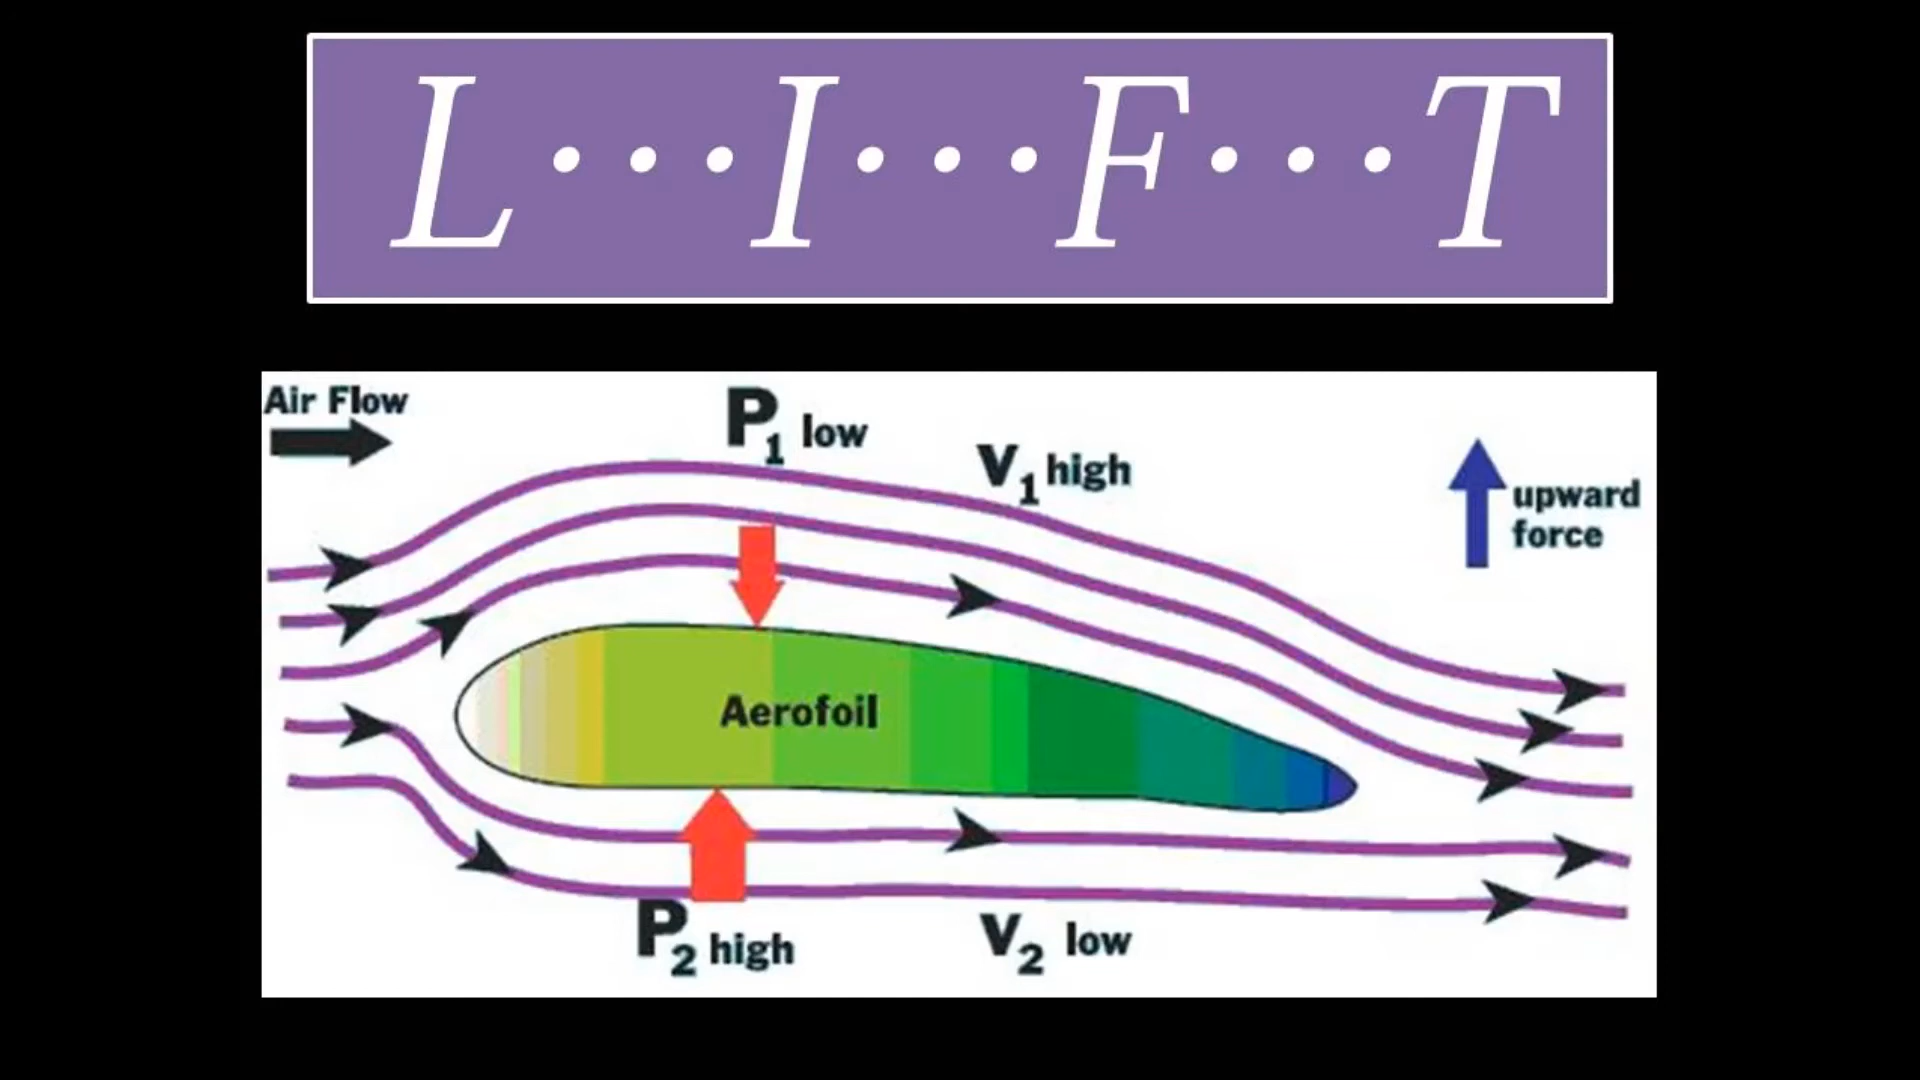 L...I...F...T
Air Flow
P1 low
V1 high
upward
force
Aerofoil
P2 high
V2 low